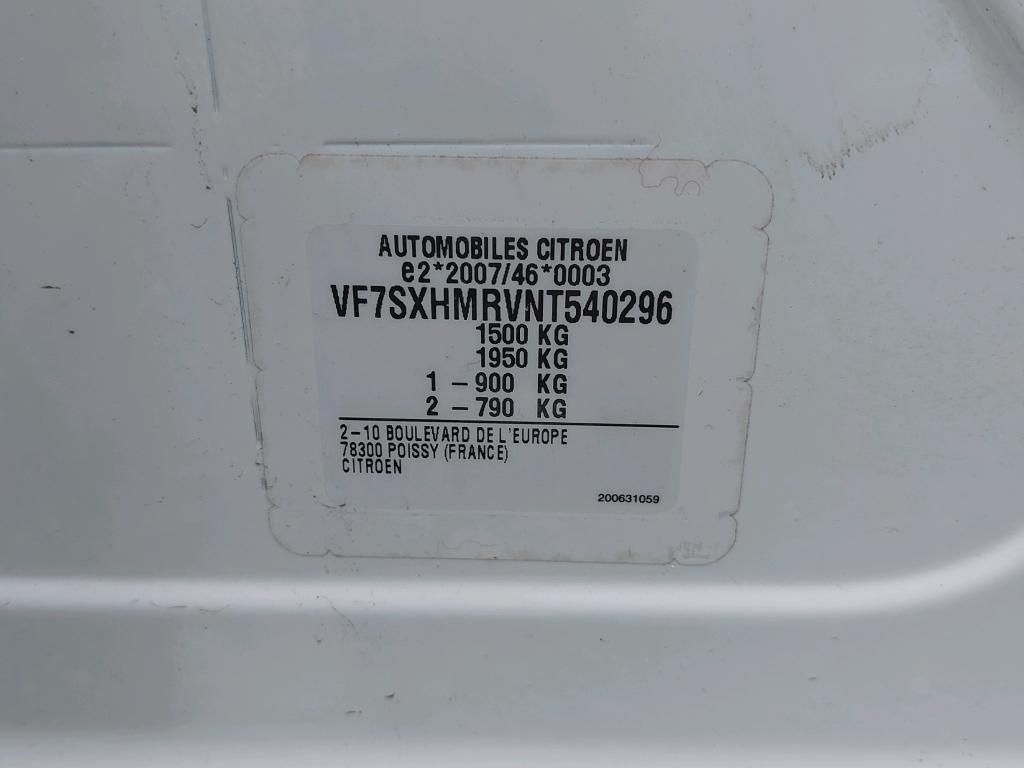 AUTOMOBILES CITROEN
e2*2007/46*0003
VF7SXHMRVNT540296
1500 KG
1950 KG
1 – 900 KG
2 – 790 KG
2–10 BOULEVARD DE L'EUROPE
78300 POISSY (FRANCE)
CITROEN
200631059